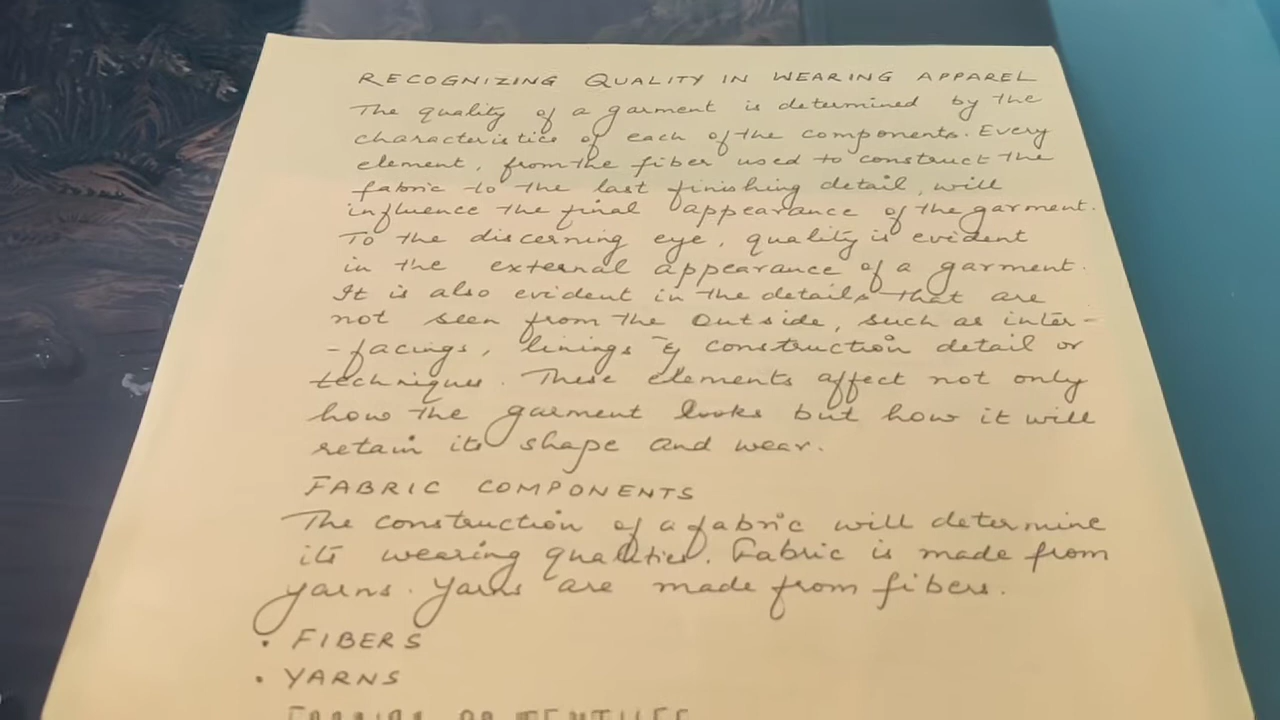 RECOGNIZING QUALITY IN WEARING APPAREL
The quality of a garment is determined by the
characteristics of each of the components. Every
element, from the fiber used to construct the
fabric to the last finishing detail, will
influence the final appearance of the garment.
To the discerning eye, quality is evident
in the external appearance of a garment.
It is also evident in the details that are
not seen from the outside, such as inter-
-facings, linings & construction detail or
techniques. These elements affect not only
how the garment looks but how it will
retain its shape and wear.
FABRIC COMPONENTS
The construction of a fabric will determine
its wearing qualities. Fabric is made from
yarns. Yarns are made from fibers.
• FIBERS
• YARNS